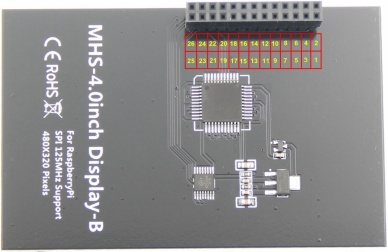 26 24 22 20 18 16 14 12 10 8 6 4 2
25 23 21 19 17 15 13 11 9 7 5 3 1
MHS-4.0inch Display-B
CE RoHS
For RaspberryPi
SPI 125MHz Support
480X320 Pixels